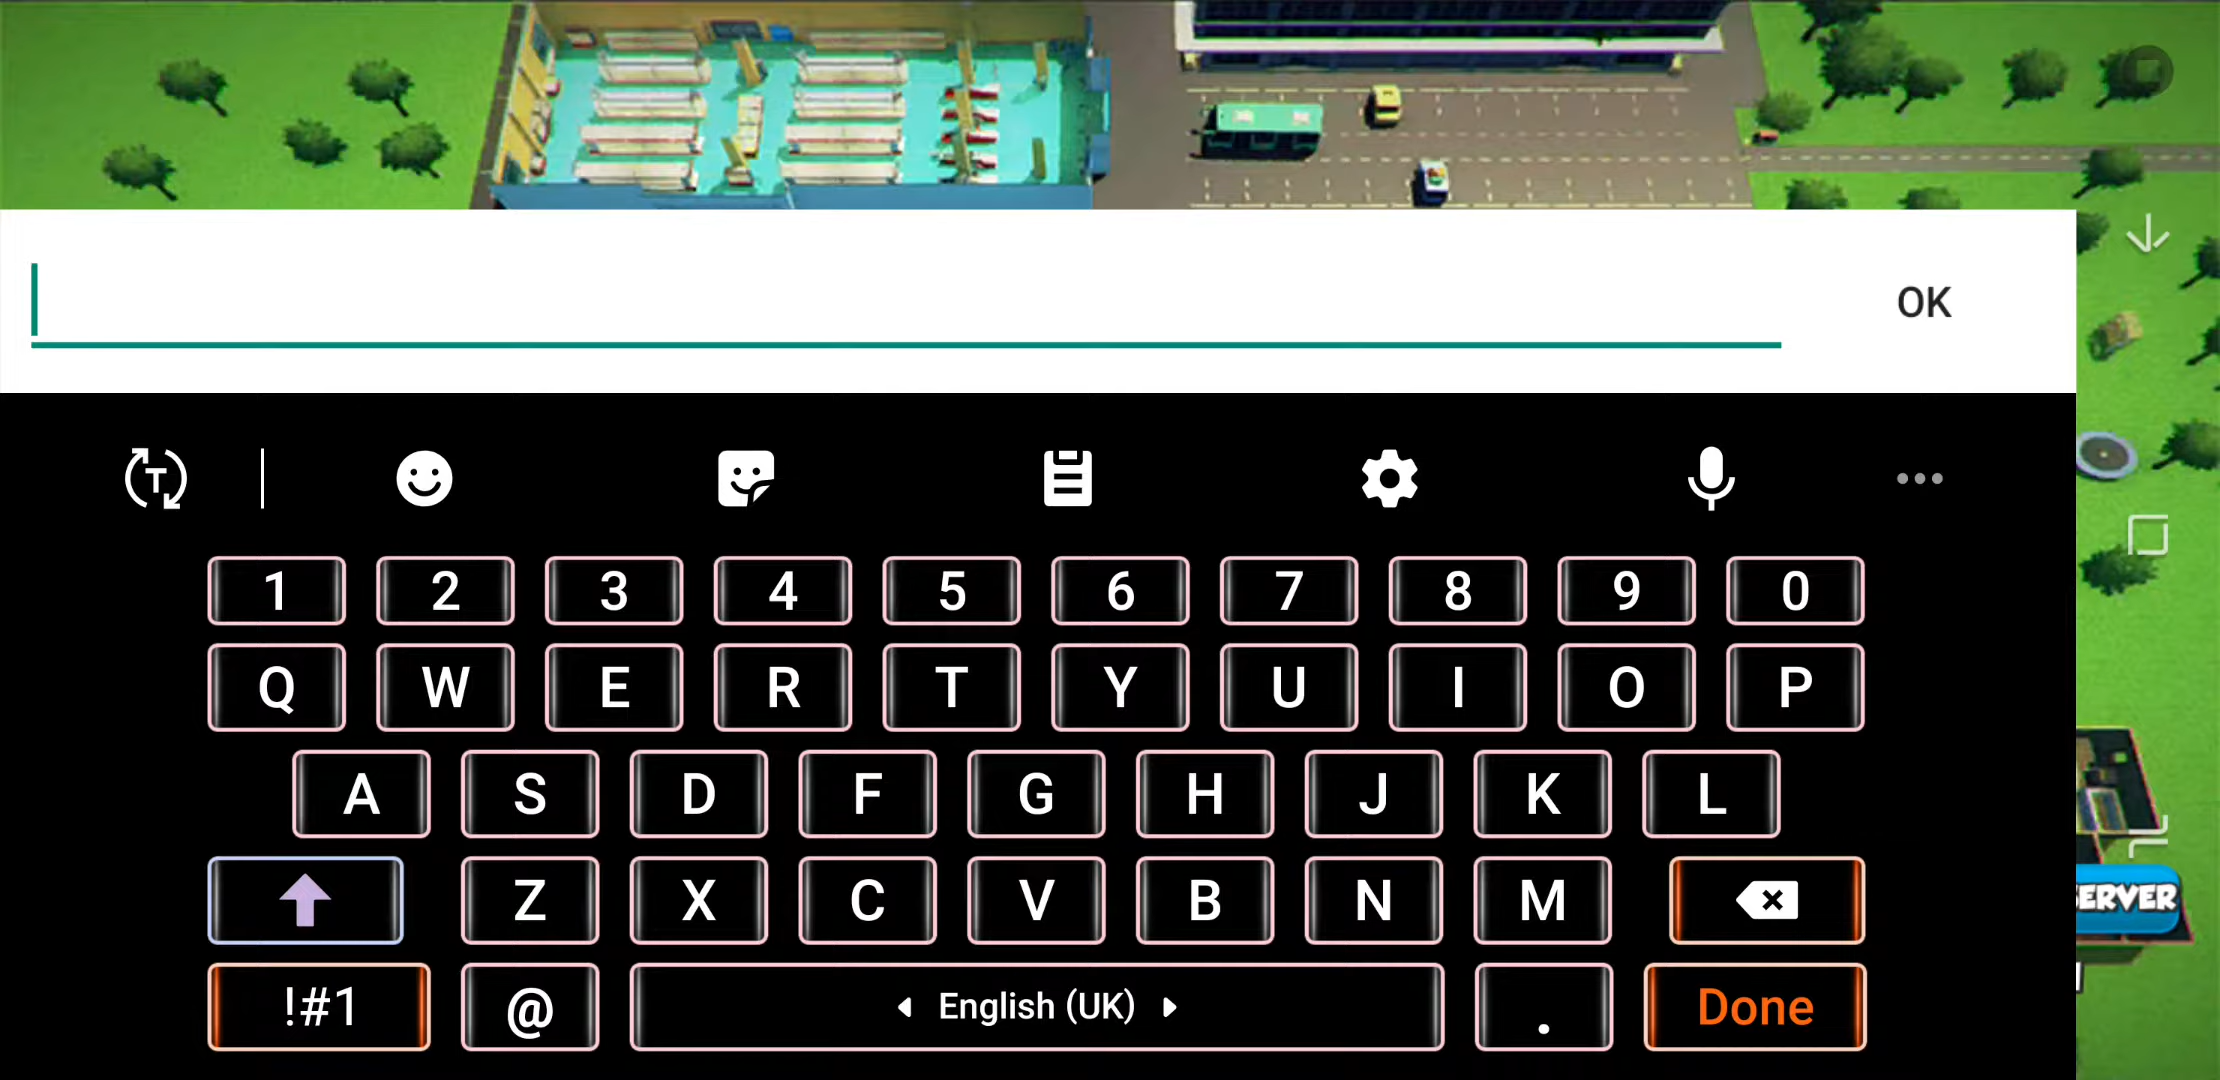 OK
T
1 2 3 4 5 6 7 8 9 0
Q W E R T Y U I O P
A S D F G H J K L
Z X C V B N M
ERVER
!#1 @ English (UK) . Done